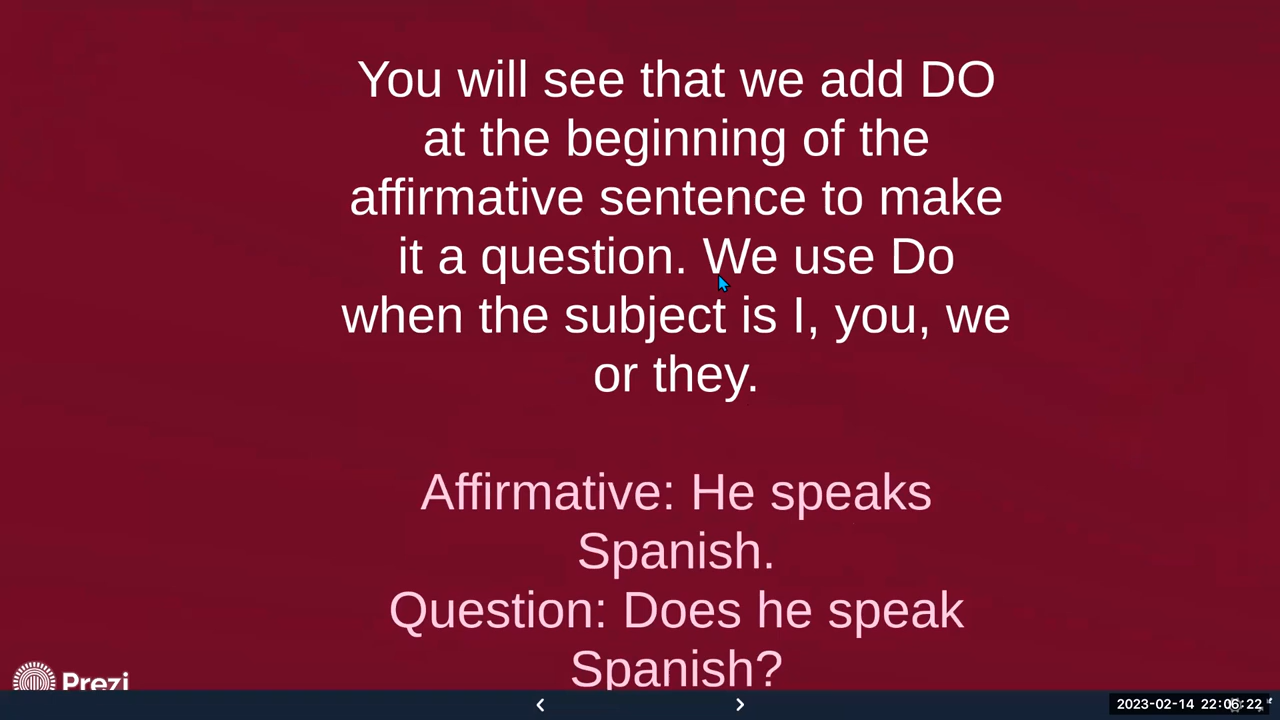 You will see that we add DO
at the beginning of the
affirmative sentence to make
it a question. We use Do
when the subject is I, you, we
or they.
Affirmative: He speaks
Spanish.
Question: Does he speak
Spanish?
Prezi
2023-02-14 22:06:22